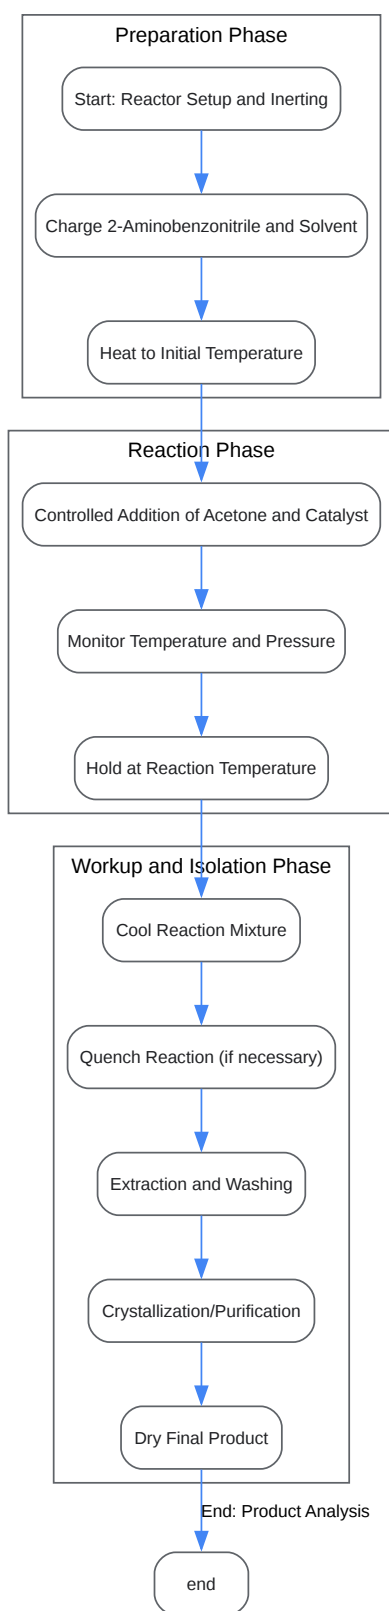 Preparation Phase
Start: Reactor Setup and Inerting
Charge 2-Aminobenzonitrile and Solvent
Heat to Initial Temperature
Reaction Phase
Controlled Addition of Acetone and Catalyst
Monitor Temperature and Pressure
Hold at Reaction Temperature
Workup and Isolation Phase
Cool Reaction Mixture
Quench Reaction (if necessary)
Extraction and Washing
Crystallization/Purification
Dry Final Product
End: Product Analysis
end